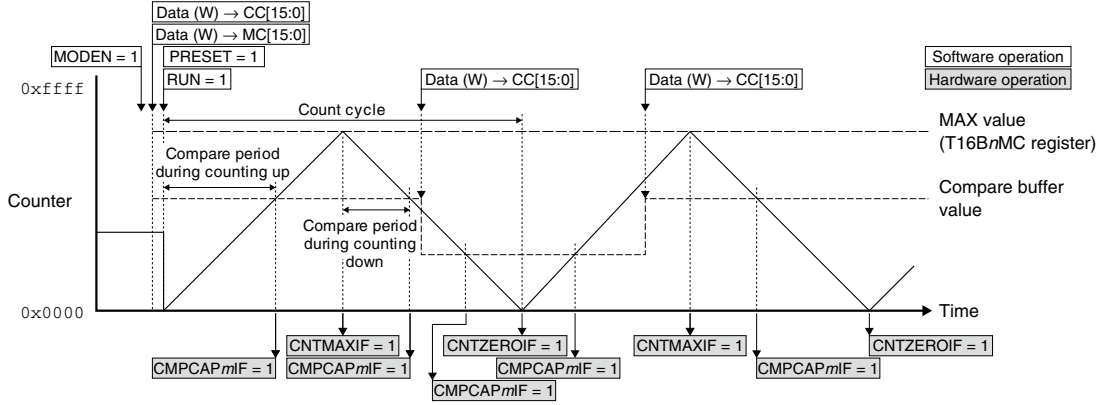 Data (W) → CC[15:0]
Data (W) → MC[15:0]
MODEN = 1
PRESET = 1
RUN = 1
Data (W) → CC[15:0]
Data (W) → CC[15:0]
Software operation
Hardware operation
0xffff
Count cycle
MAX value
(T16BnMC register)
Compare period
during counting up
Counter
Compare buffer
value
Compare period
during counting
down
0x0000
Time
CNTMAXIF = 1
CNTZEROIF = 1
CNTMAXIF = 1
CNTZEROIF = 1
CMPCAPmIF = 1
CMPCAPmIF = 1
CMPCAPmIF = 1
CMPCAPmIF = 1
CMPCAPmIF = 1